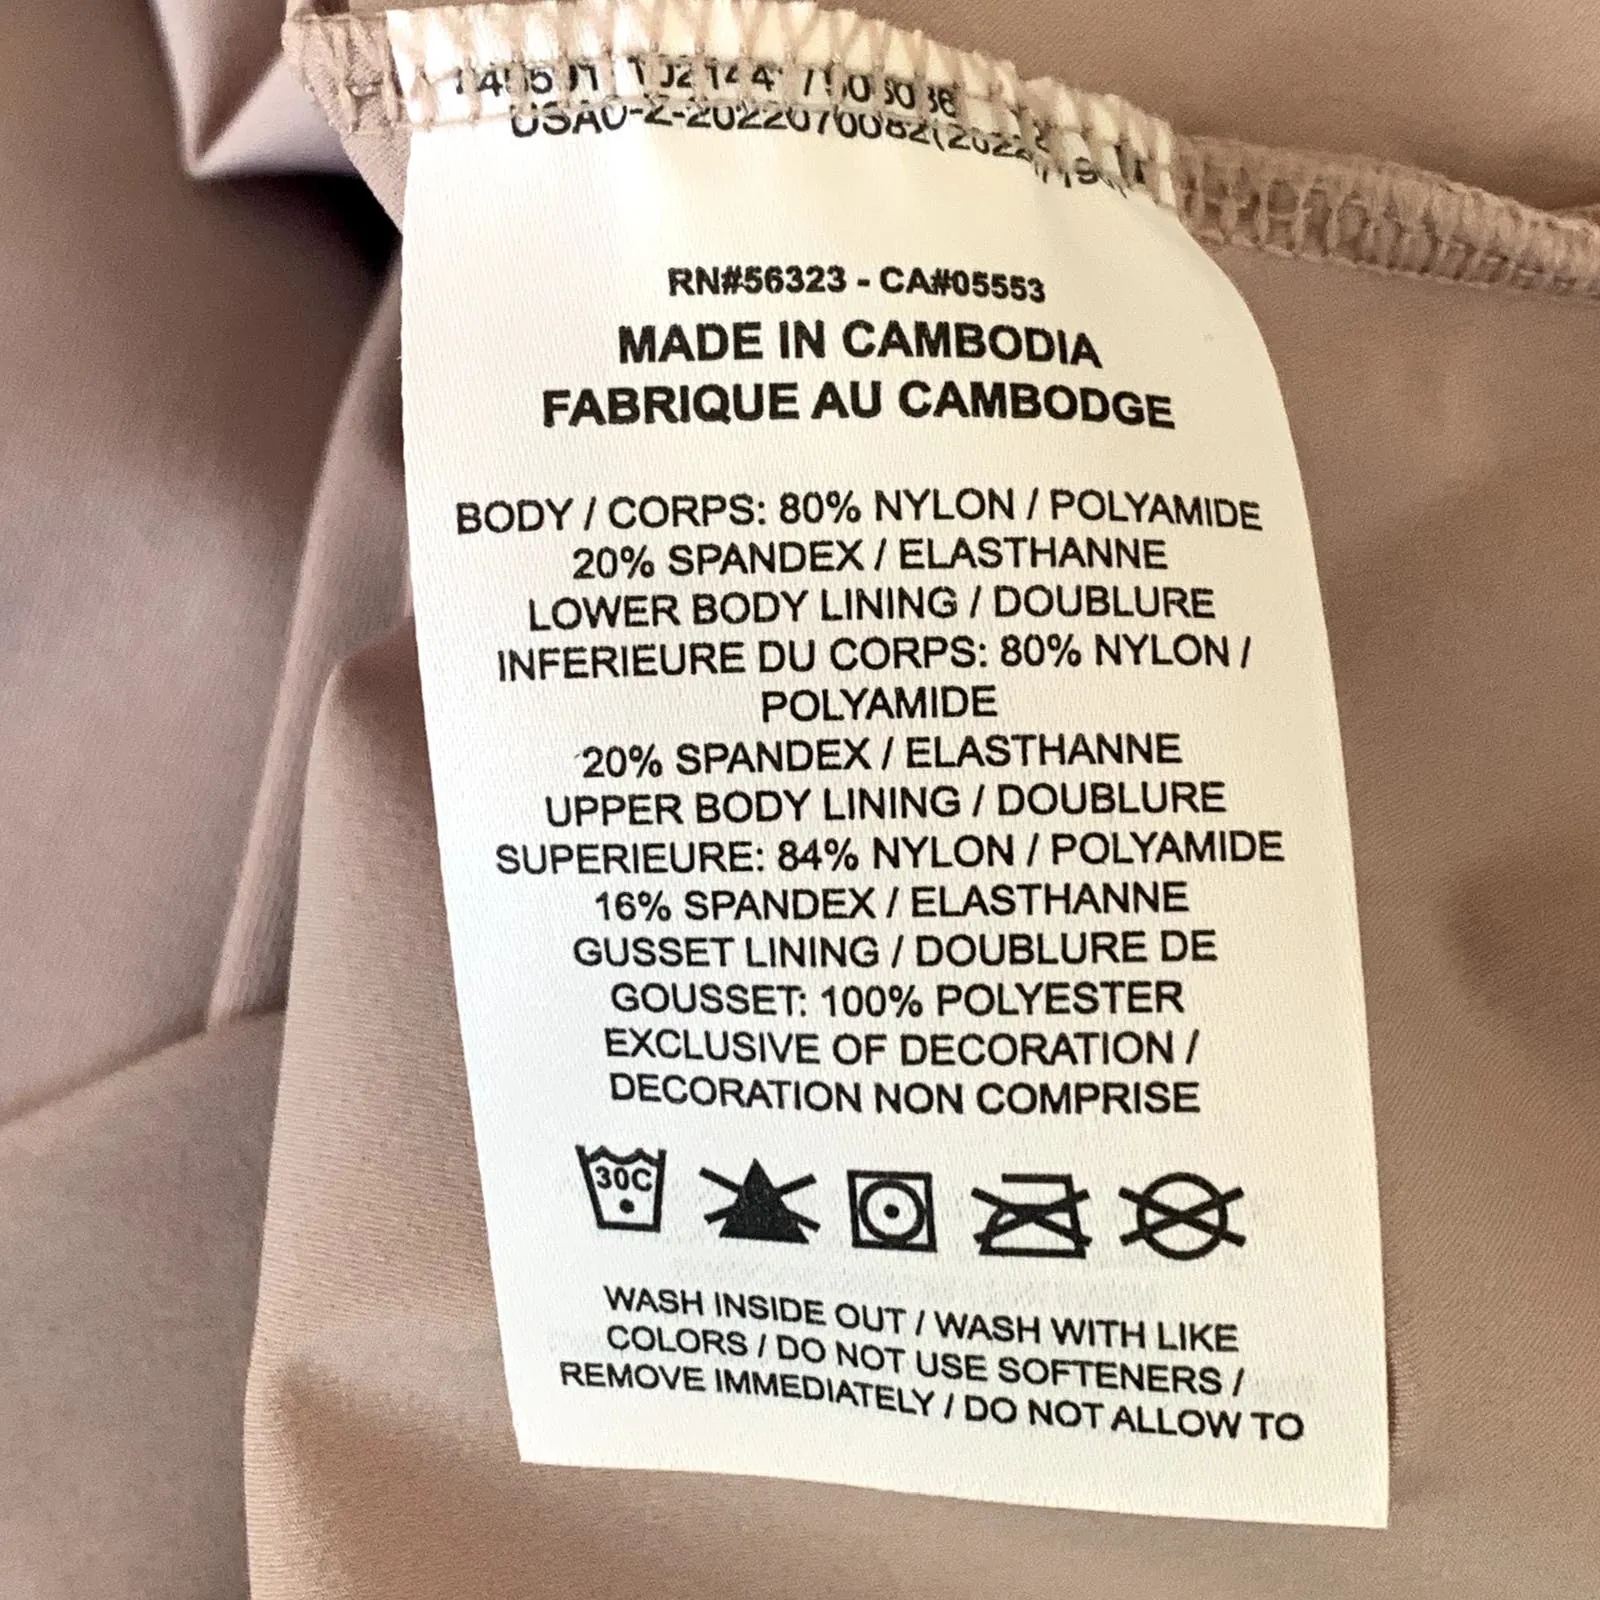 RN#56323 - CA#05553
MADE IN CAMBODIA
FABRIQUE AU CAMBODGE
BODY / CORPS: 80% NYLON / POLYAMIDE
20% SPANDEX / ELASTHANNE
LOWER BODY LINING / DOUBLURE
INFERIEURE DU CORPS: 80% NYLON /
POLYAMIDE
20% SPANDEX / ELASTHANNE
UPPER BODY LINING / DOUBLURE
SUPERIEURE: 84% NYLON / POLYAMIDE
16% SPANDEX / ELASTHANNE
GUSSET LINING / DOUBLURE DE
GOUSSET: 100% POLYESTER
EXCLUSIVE OF DECORATION /
DECORATION NON COMPRISE
30C
WASH INSIDE OUT / WASH WITH LIKE
COLORS / DO NOT USE SOFTENERS /
REMOVE IMMEDIATELY / DO NOT ALLOW TO